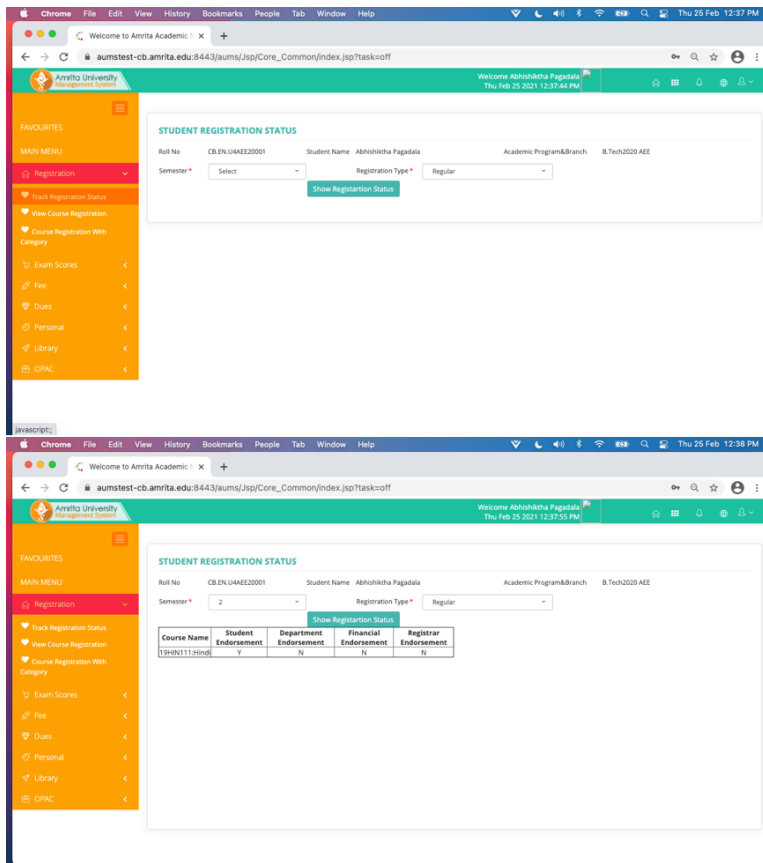 Chrome File Edit View History Bookmarks People Tab Window Help Thu 25 Feb 12:37 PM
Welcome to Amrita Academic
aumstest-cb.amrita.edu:8443/aums/Jsp/Core_Common/index.jsp?task=off
Amrita University
Management System
Welcome Abhishiktha Pagadala
Thu Feb 25 2021 12:37:44 PM
FAVOURITES
MAIN MENU
Registration
Track Registration Status
View Course Registration
Course Registration With
Category
Exam Scores
Fee
Dues
Personal
Library
OPAC
STUDENT REGISTRATION STATUS
Roll No CB.EN.U4AEE20001 Student Name Abhishiktha Pagadala Academic Program&Branch B.Tech2020 AEE
Semester * Select Registration Type * Regular
Show Registartion Status
javascript:;
Chrome File Edit View History Bookmarks People Tab Window Help Thu 25 Feb 12:38 PM
Welcome to Amrita Academic
aumstest-cb.amrita.edu:8443/aums/Jsp/Core_Common/index.jsp?task=off
Amrita University
Management System
Welcome Abhishiktha Pagadala
Thu Feb 25 2021 12:37:55 PM
FAVOURITES
MAIN MENU
Registration
Track Registration Status
View Course Registration
Course Registration With
Category
Exam Scores
Fee
Dues
Personal
Library
OPAC
STUDENT REGISTRATION STATUS
Roll No CB.EN.U4AEE20001 Student Name Abhishiktha Pagadala Academic Program&Branch B.Tech2020 AEE
Semester * 2 Registration Type * Regular
Show Registartion Status
Course Name Student Endorsement Department Endorsement Financial Endorsement Registrar Endorsement
19HIN111:Hindi Y N N N